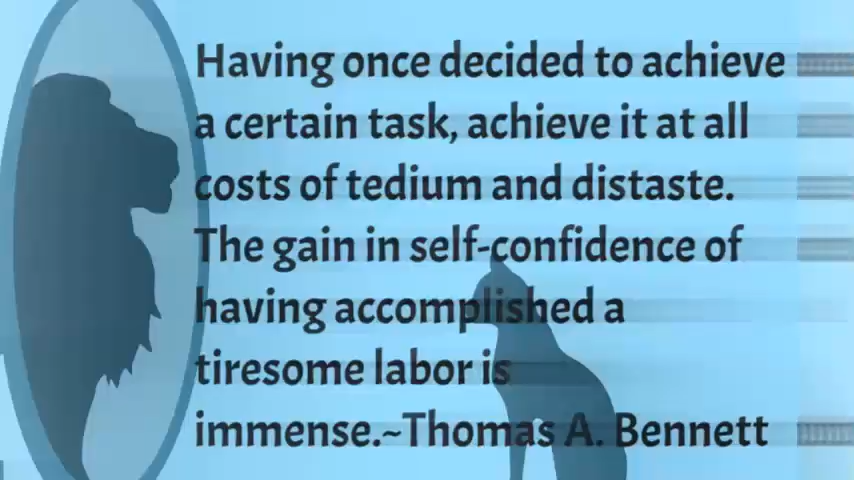 Having once decided to achieve
a certain task, achieve it at all
costs of tedium and distaste.
The gain in self-confidence of
having accomplished a
tiresome labor is
immense.~Thomas A. Bennett